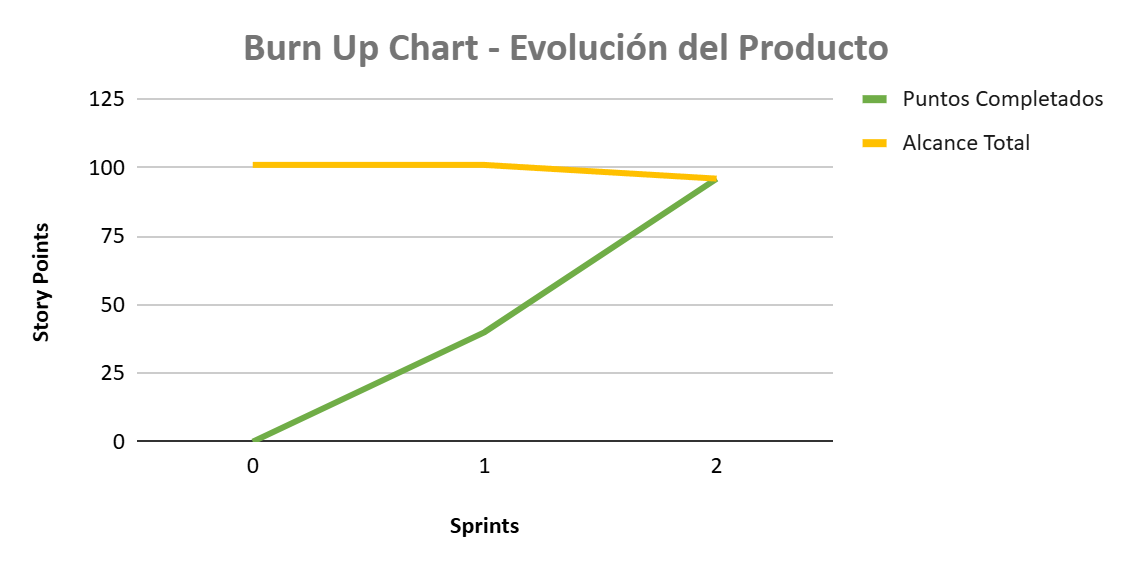 Burn Up Chart - Evolución del Producto
Puntos Completados
Alcance Total
125
100
75
50
25
0
Story Points
0 1 2
Sprints